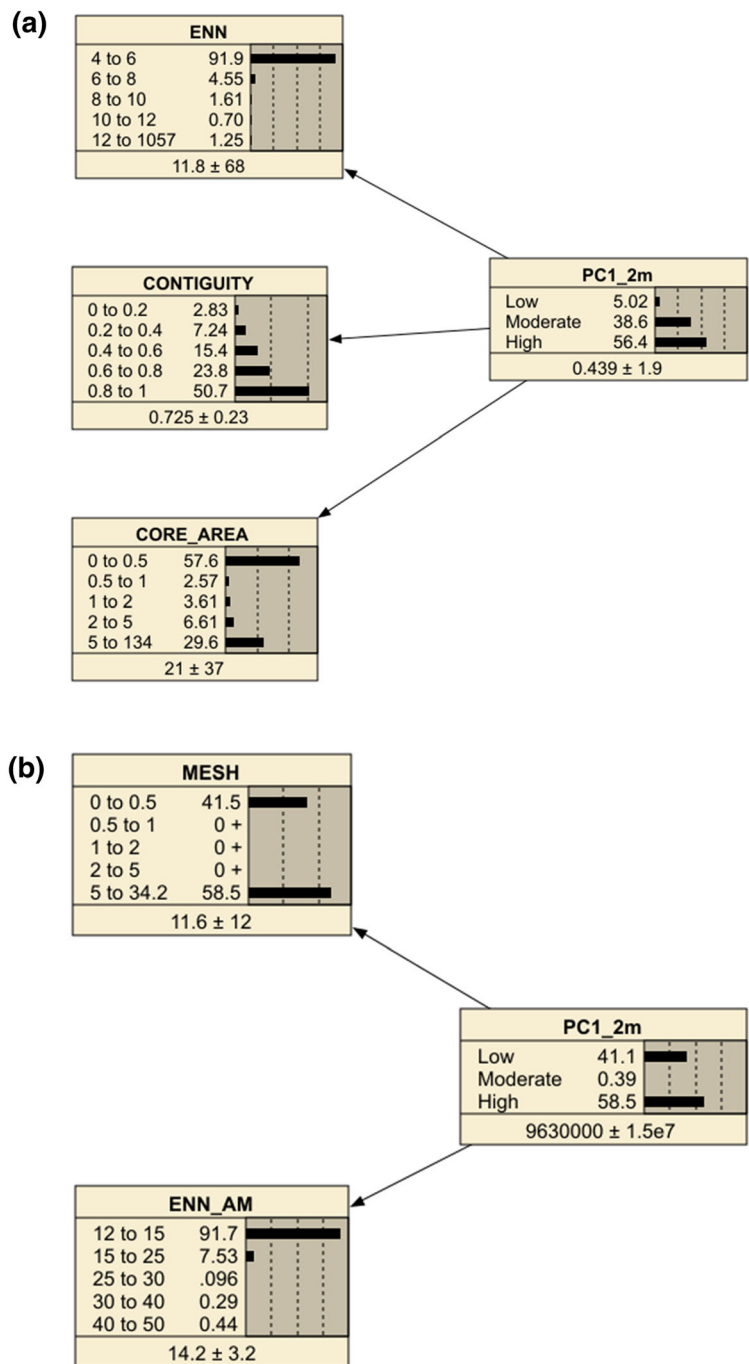 (a)
ENN
4 to 6 91.9
6 to 8 4.55
8 to 10 1.61
10 to 12 0.70
12 to 1057 1.25
11.8 ± 68
CONTIGUITY
0 to 0.2 2.83
0.2 to 0.4 7.24
0.4 to 0.6 15.4
0.6 to 0.8 23.8
0.8 to 1 50.7
0.725 ± 0.23
PC1_2m
Low 5.02
Moderate 38.6
High 56.4
0.439 ± 1.9
CORE_AREA
0 to 0.5 57.6
0.5 to 1 2.57
1 to 2 3.61
2 to 5 6.61
5 to 134 29.6
21 ± 37
(b)
MESH
0 to 0.5 41.5
0.5 to 1 0 +
1 to 2 0 +
2 to 5 0 +
5 to 34.2 58.5
11.6 ± 12
PC1_2m
Low 41.1
Moderate 0.39
High 58.5
9630000 ± 1.5e7
ENN_AM
12 to 15 91.7
15 to 25 7.53
25 to 30 .096
30 to 40 0.29
40 to 50 0.44
14.2 ± 3.2